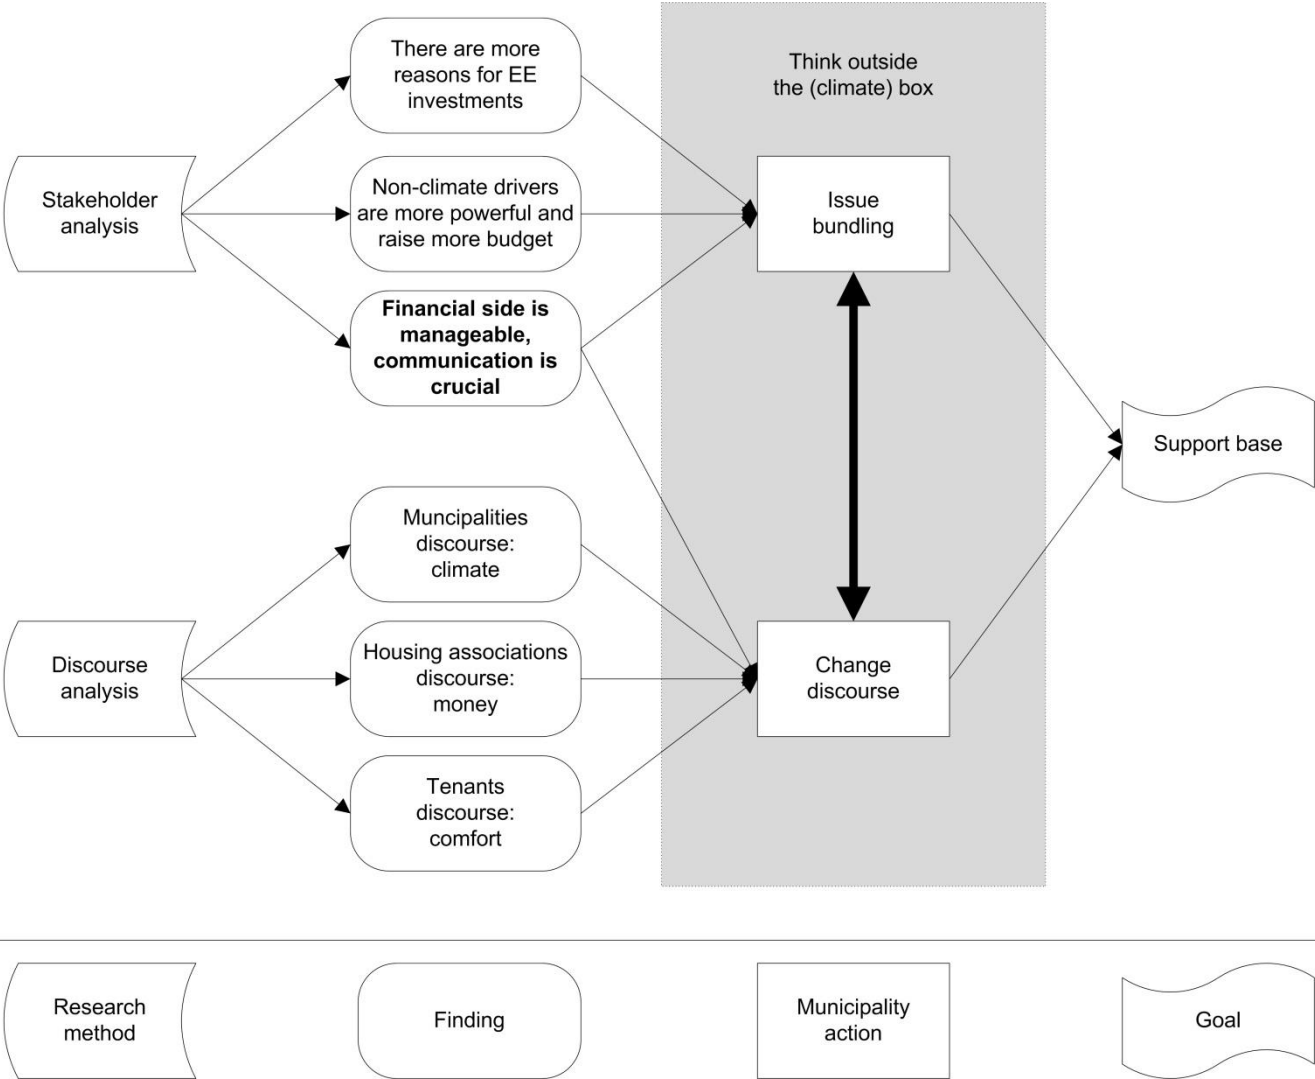 There are more
reasons for EE
investments
Think outside
the (climate) box
Stakeholder
analysis
Non-climate drivers
are more powerful and
raise more budget
Issue
bundling
Financial side is
manageable,
communication is
crucial
Support base
Muncipalities
discourse:
climate
Discourse
analysis
Housing associations
discourse:
money
Change
discourse
Tenants
discourse:
comfort
Research
method
Finding
Municipality
action
Goal